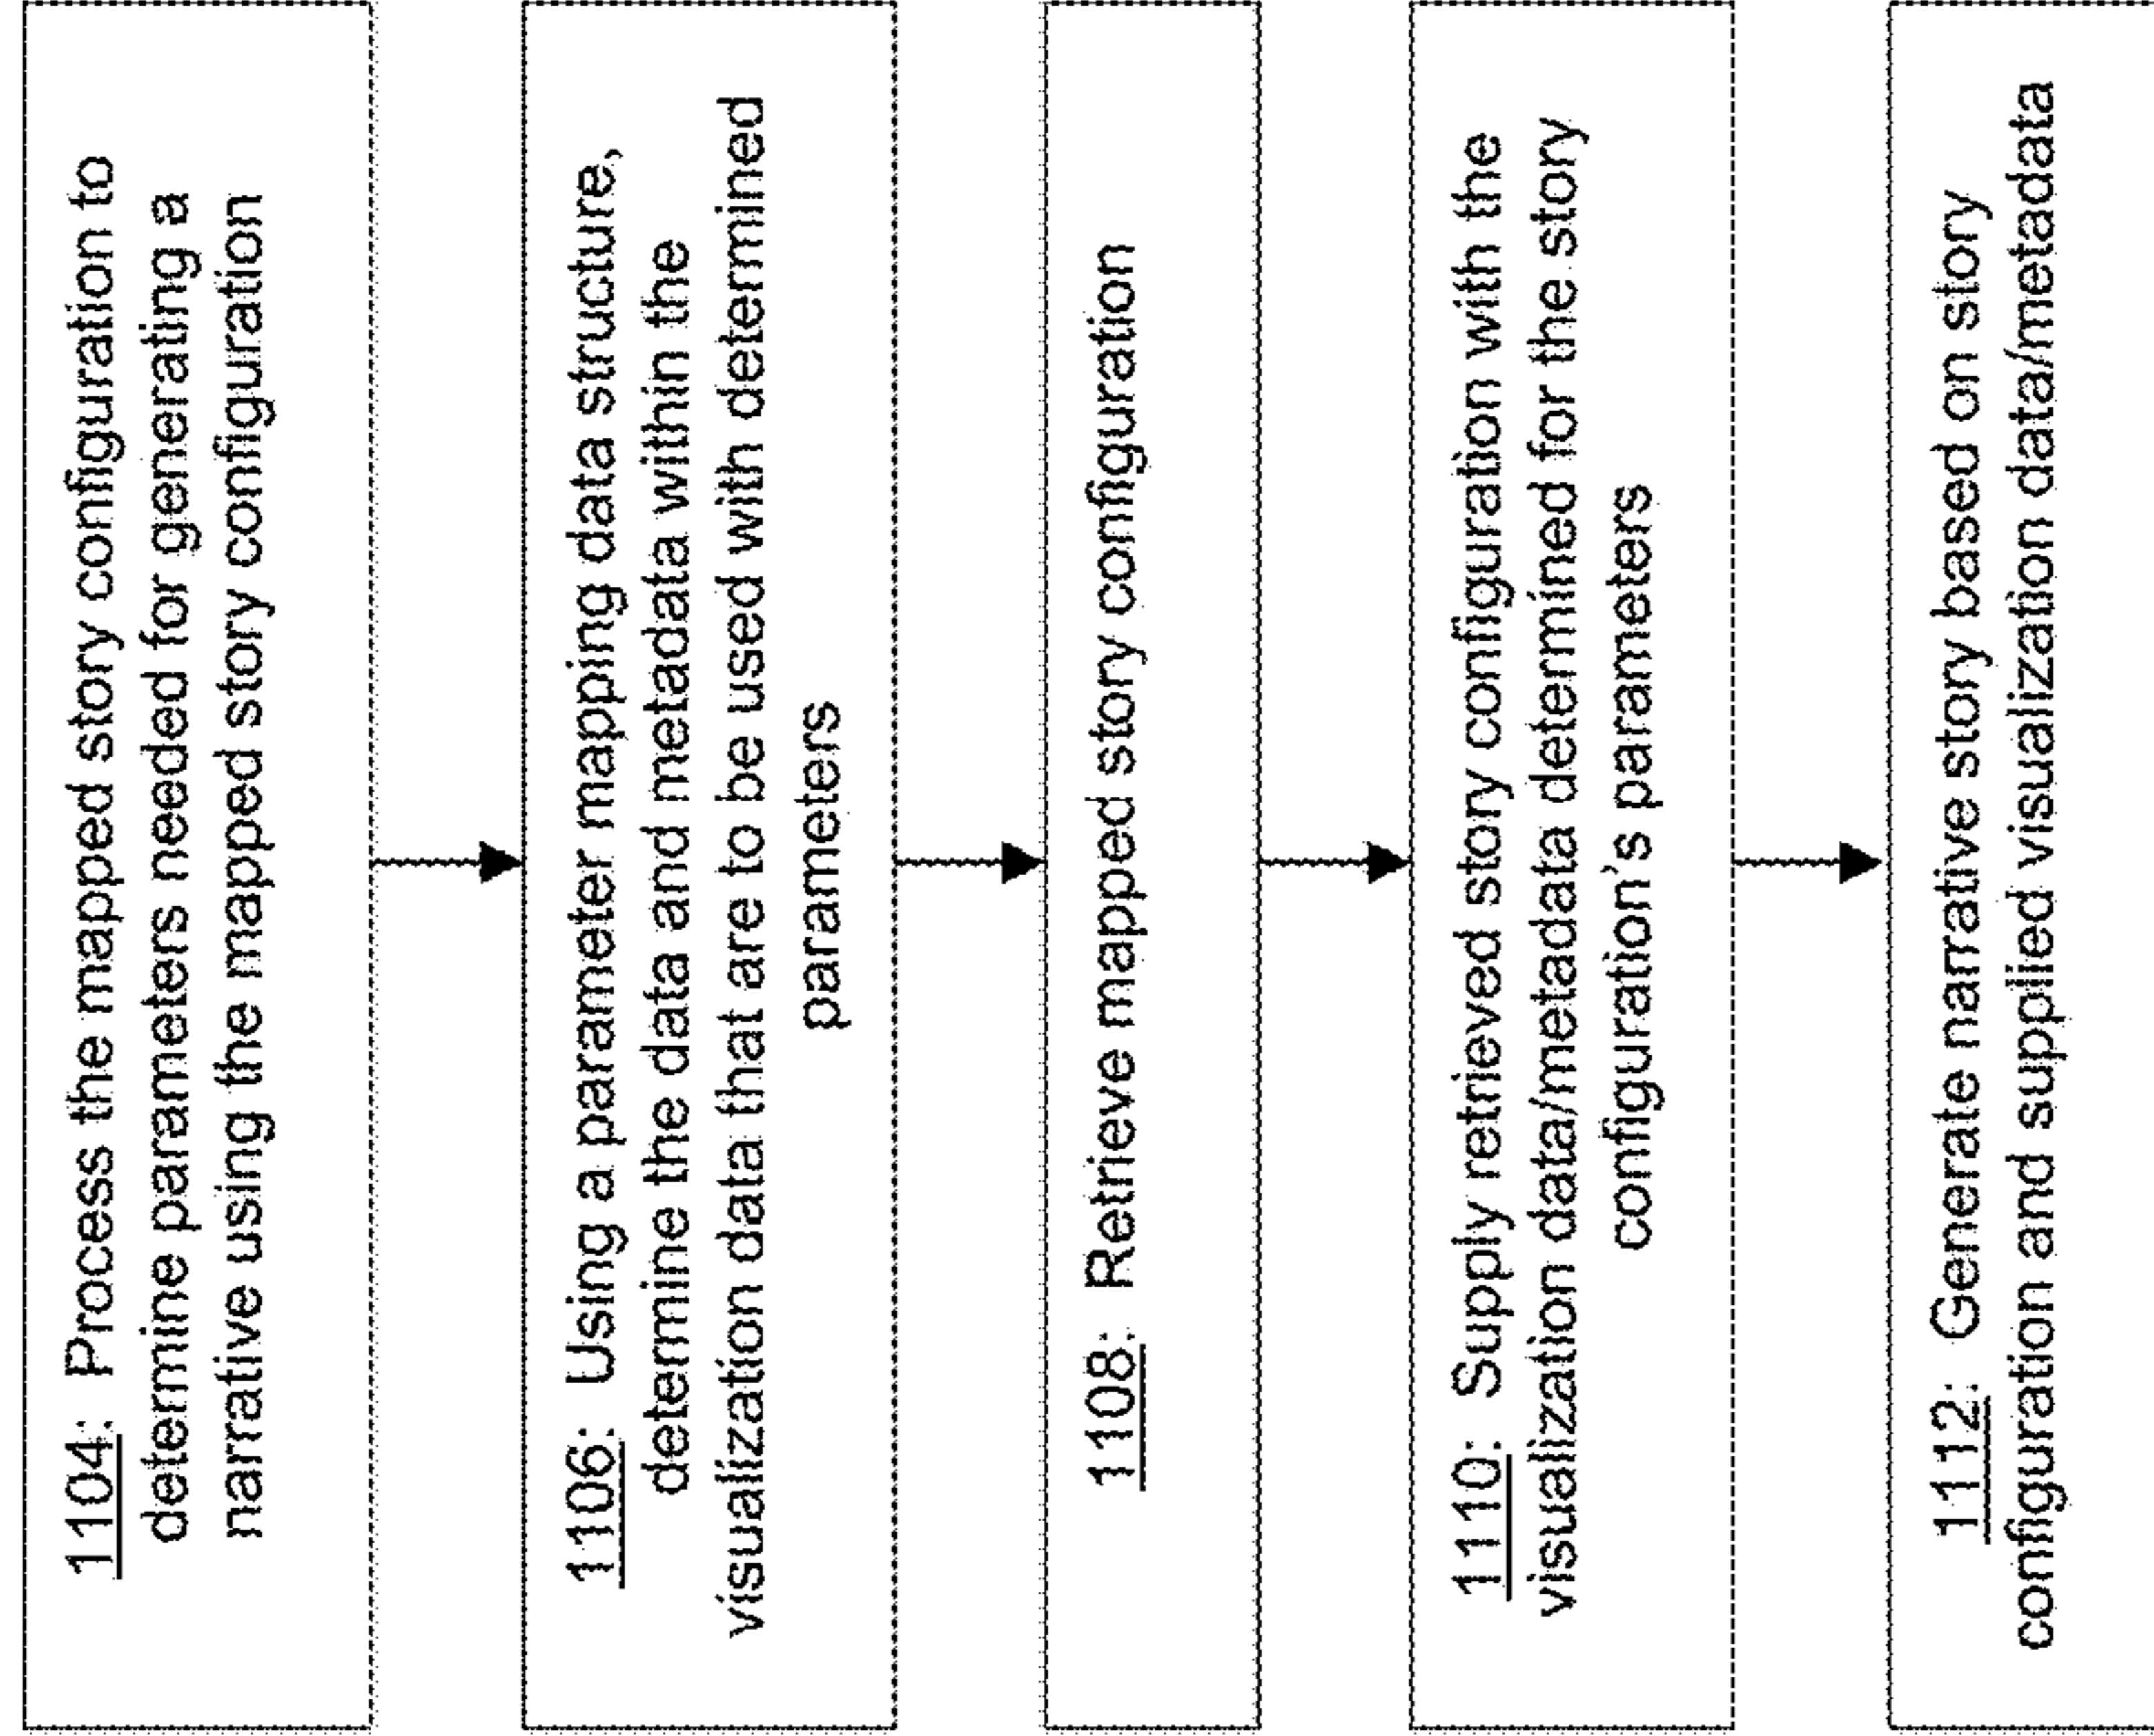 1104: Process the mapped story configuration to
determine parameters needed for generating a
narrative using the mapped story configuration
1106: Using a parameter mapping data structure,
determine the data and metadata within the
visualization data that are to be used with determined
parameters
1108: Retrieve mapped story configuration
1110: Supply retrieved story configuration with the
visualization data/metadata determined for the story
configuration's parameters
1112: Generate narrative story based on story
configuration and supplied visualization data/metadata